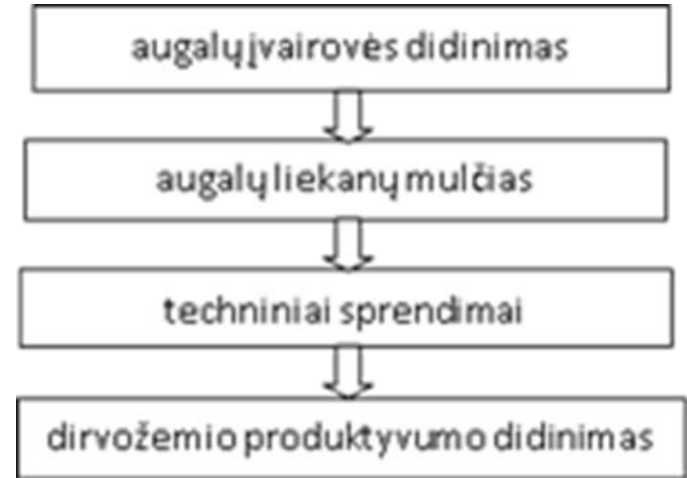 augalų įvairovės didinimas
augalų liekanų mulčias
techniniai sprendimai
dirvožemio produktyvumo didinimas